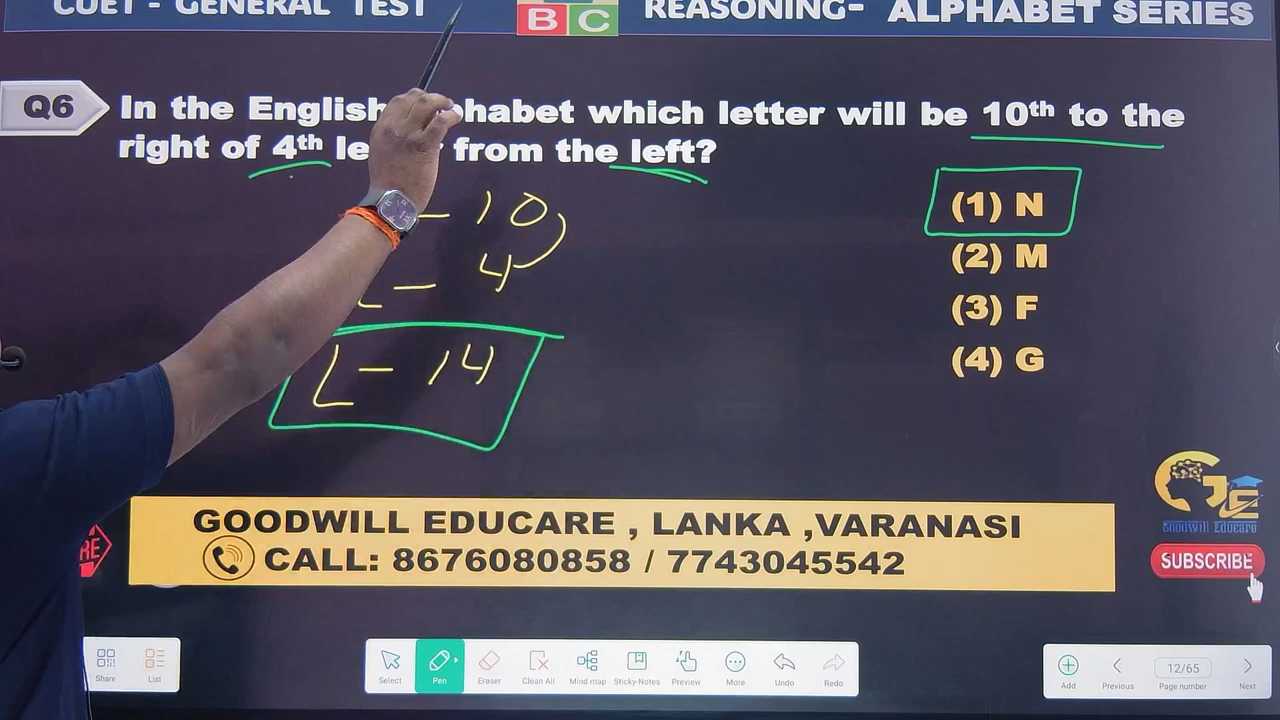 CUET - GENERAL TEST
BC
REASONING- ALPHABET SERIES
Q6
In the English habet which letter will be 10th to the
right of 4th le from the left?
(1) N
(2) M
(3) F
(4) G
- 10
L - 4
L - 14
GOODWILL EDUCARE , LANKA ,VARANASI
CALL: 8676080858 / 7743045542
RE
GE
Goodwill Educare
SUBSCRIBE
Share
List
Select
Pen
Eraser
Clean All
Mind map
Sticky-Notes
Preview
More
Undo
Redo
Add
Previous
12/65
Page number
Next